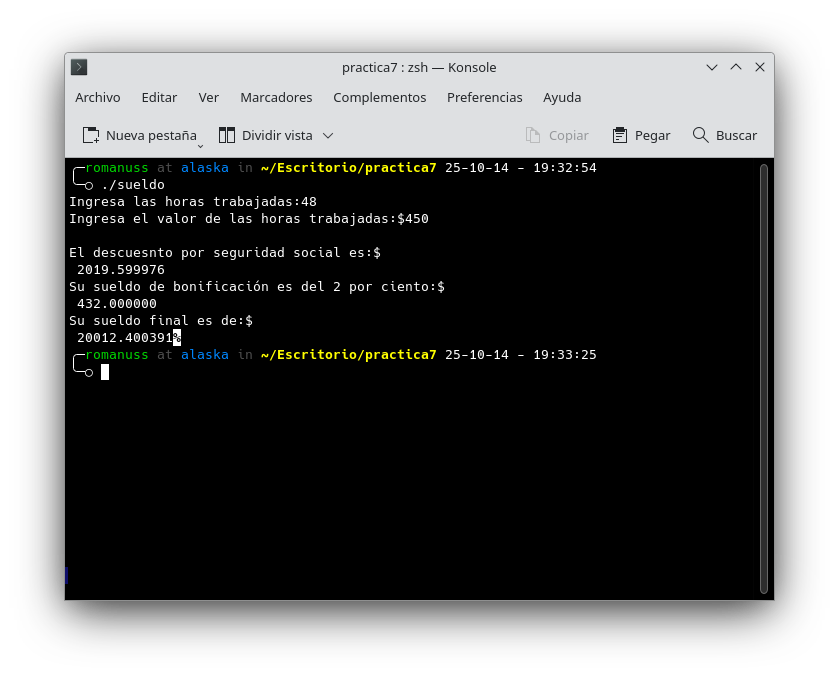 practica7 : zsh — Konsole
Archivo Editar Ver Marcadores Complementos Preferencias Ayuda
Nueva pestaña Dividir vista Copiar Pegar Buscar
romanuss at alaska in ~/Escritorio/practica7 25-10-14 - 19:32:54
./sueldo
Ingresa las horas trabajadas:48
Ingresa el valor de las horas trabajadas:$450
El descuesnto por seguridad social es:$
2019.599976
Su sueldo de bonificación es del 2 por ciento:$
432.000000
Su sueldo final es de:$
20012.400391%
romanuss at alaska in ~/Escritorio/practica7 25-10-14 - 19:33:25